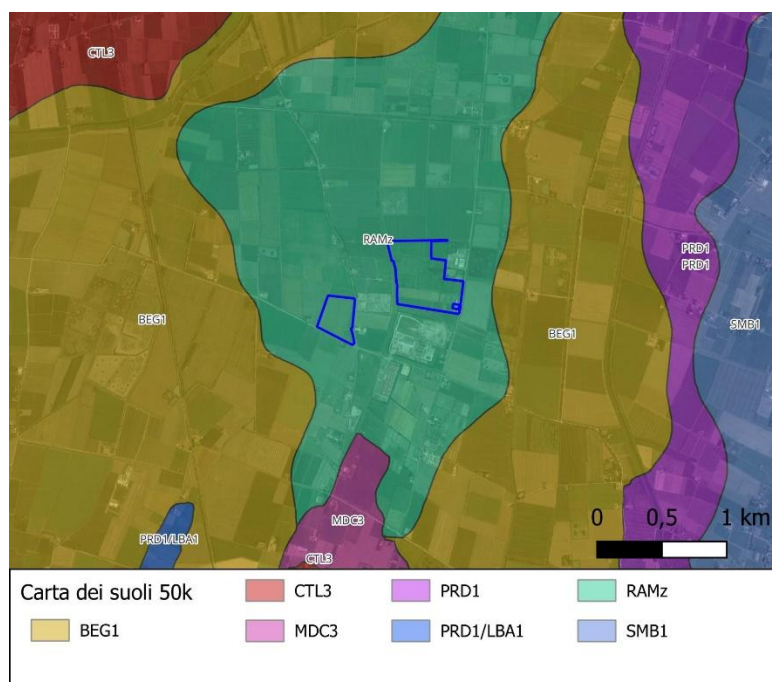 CTL3
RAMz
PRD1
PRD1
BEG1
BEG1
SMB1
MDC3
PRD1/LBA1
CTL3
0 0,5 1 km
Carta dei suoli 50k
CTL3
PRD1
RAMz
BEG1
MDC3
PRD1/LBA1
SMB1